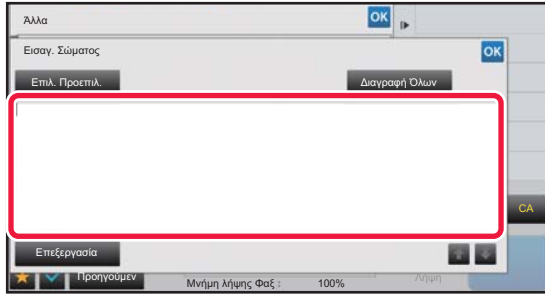 Άλλα OK
Εισαγ. Σώματος OK
Επιλ. Προεπιλ. Διαγραφή Όλων
CA
Επεξεργασία
Προηγούμεν
Μνήμη λήψης Φαξ : 100% Λήψη